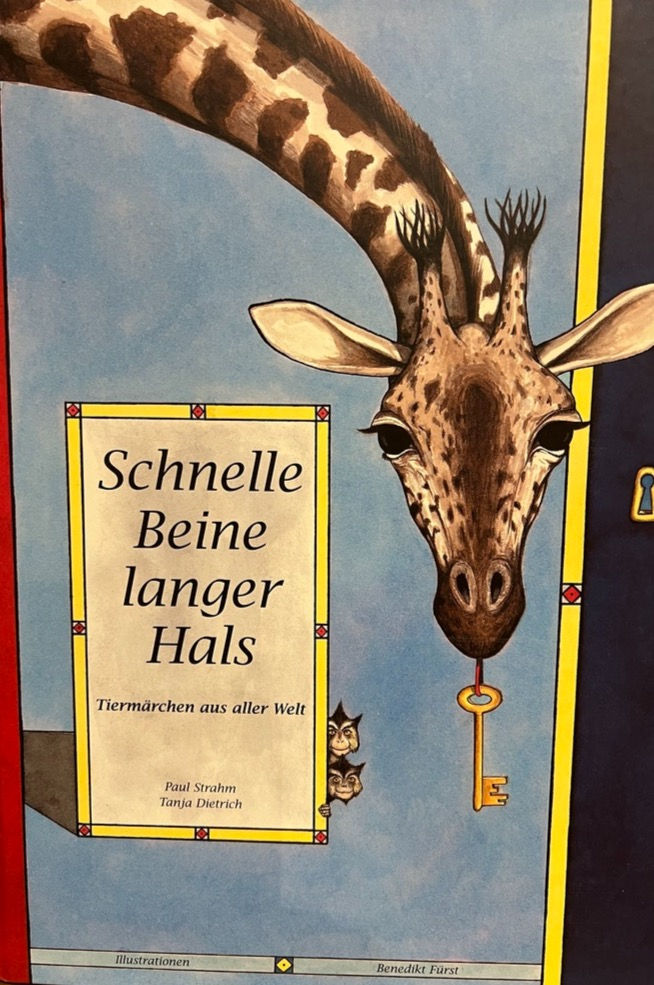 Schnelle
Beine
langer
Hals
Tiermärchen aus aller Welt
Paul Strahm
Tanja Dietrich
Illustrationen
Benedikt Fürst